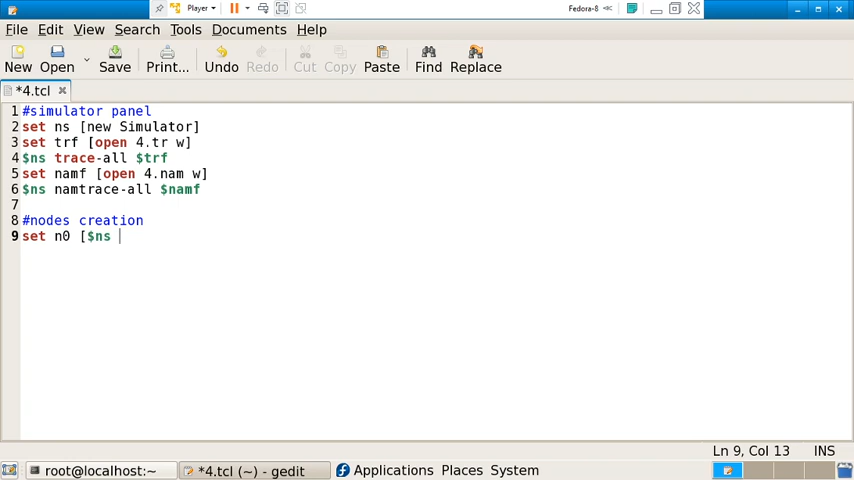 Player Fedora-8
File Edit View Search Tools Documents Help
New Open Save Print... Undo Redo Cut Copy Paste Find Replace
*4.tcl
1 #simulator panel
2 set ns [new Simulator]
3 set trf [open 4.tr w]
4 $ns trace-all $trf
5 set namf [open 4.nam w]
6 $ns namtrace-all $namf
7
8 #nodes creation
9 set n0 [$ns
Ln 9, Col 13 INS
root@localhost:~ *4.tcl (~) - gedit Applications Places System